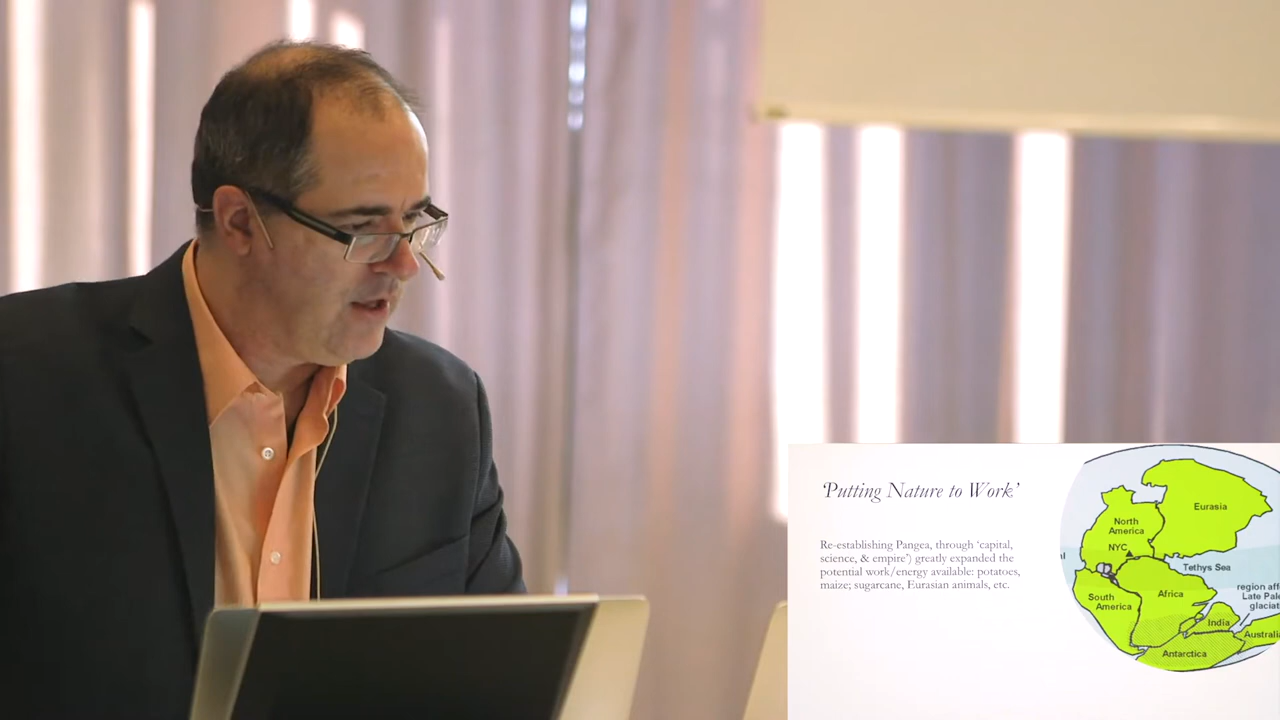 ‘Putting Nature to Work’
Re-establishing Pangea, through ‘capital,
science, & empire’) greatly expanded the
potential work/energy available: potatoes,
maize; sugarcane, Eurasian animals, etc.
Eurasia
North
America
NYC
Tethys Sea
South
America
Africa
region aff
Late Pale
glaciat
India
Australia
Antarctica